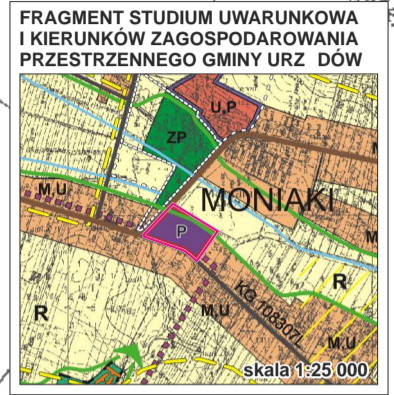 FRAGMENT STUDIUM UWARUNKOWA
I KIERUNKÓW ZAGOSPODAROWANIA
PRZESTRZENNEGO GMINY URZ DÓW
U,P
ZP
M,U
MONIAKI
M
P
M
R
KG 108307L
R
M,U
M,U
skala 1:25 000